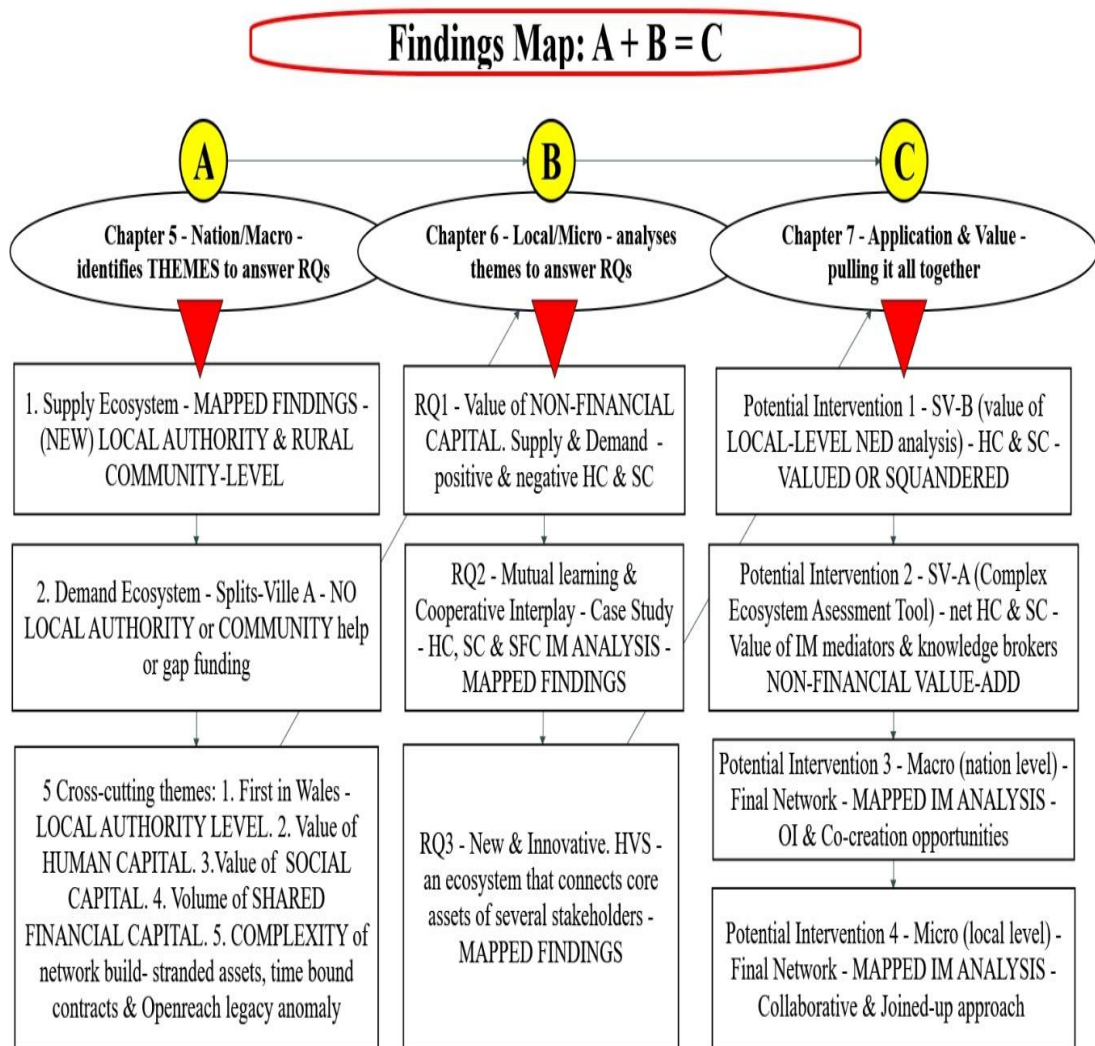 Findings Map: A + B = C
A
B
C
Chapter 5 - Nation/Macro -
identifies THEMES to answer RQs
Chapter 6 - Local/Micro - analyses
themes to answer RQs
Chapter 7 - Application & Value -
pulling it all together
1. Supply Ecosystem - MAPPED FINDINGS -
(NEW) LOCAL AUTHORITY & RURAL
COMMUNITY-LEVEL
2. Demand Ecosystem - Splits-Ville A - NO
LOCAL AUTHORITY or COMMUNITY help
or gap funding
5 Cross-cutting themes: 1. First in Wales -
LOCAL AUTHORITY LEVEL. 2. Value of
HUMAN CAPITAL. 3.Value of SOCIAL
CAPITAL. 4. Volume of SHARED
FINANCIAL CAPITAL. 5. COMPLEXITY of
network build- stranded assets, time bound
contracts & Openreach legacy anomaly
RQ1 - Value of NON-FINANCIAL
CAPITAL. Supply & Demand -
positive & negative HC & SC
RQ2 - Mutual learning &
Cooperative Interplay - Case Study
- HC, SC & SFC IM ANALYSIS -
MAPPED FINDINGS
RQ3 - New & Innovative. HVS -
an ecosystem that connects core
assets of several stakeholders -
MAPPED FINDINGS
Potential Intervention 1 - SV-B (value of
LOCAL-LEVEL NED analysis) - HC & SC -
VALUED OR SQUANDERED
Potential Intervention 2 - SV-A (Complex
Ecosystem Asessment Tool) - net HC & SC -
Value of IM mediators & knowledge brokers
NON-FINANCIAL VALUE-ADD
Potential Intervention 3 - Macro (nation level) -
Final Network - MAPPED IM ANALYSIS -
OI & Co-creation opportunities
Potential Intervention 4 - Micro (local level) -
Final Network - MAPPED IM ANALYSIS -
Collaborative & Joined-up approach